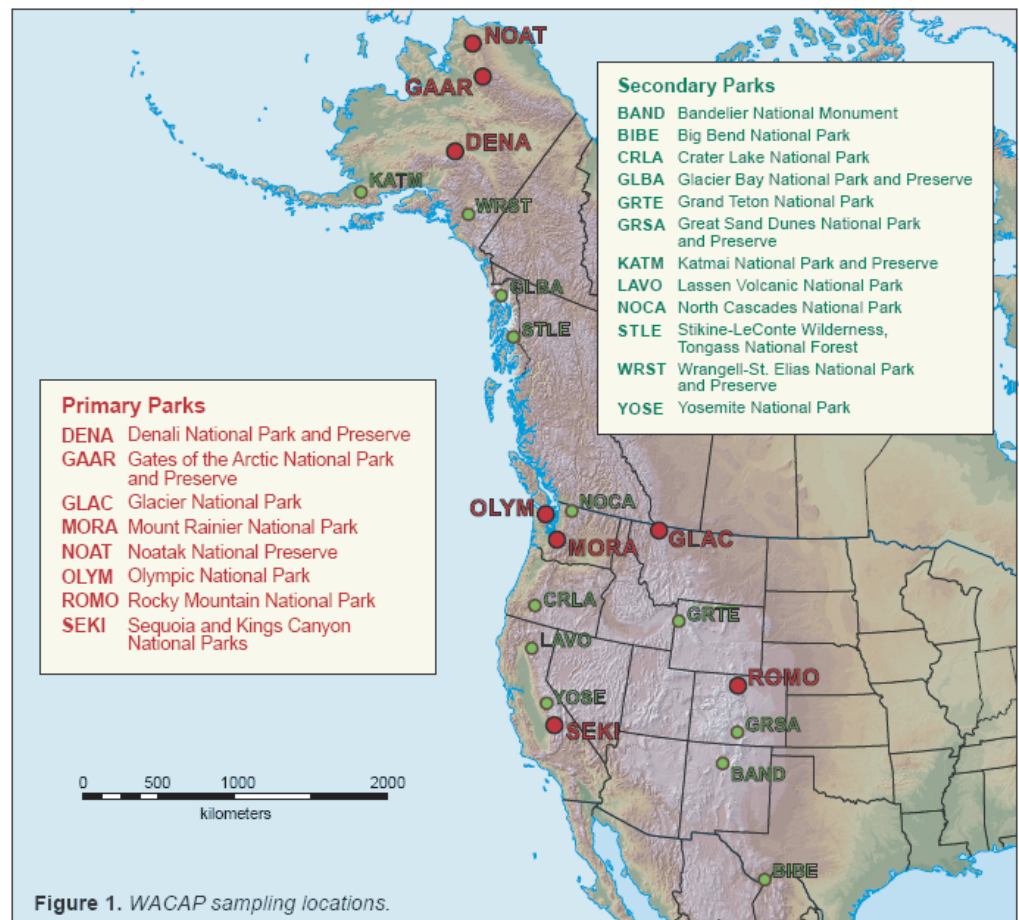 NOAT
GAAR
DENA
KATM
WRST
GLBA
STLE
Secondary Parks
BAND Bandelier National Monument
BIBE Big Bend National Park
CRLA Crater Lake National Park
GLBA Glacier Bay National Park and Preserve
GRTE Grand Teton National Park
GRSA Great Sand Dunes National Park
and Preserve
KATM Katmai National Park and Preserve
LAVO Lassen Volcanic National Park
NOCA North Cascades National Park
STLE Stikine-LeConte Wilderness,
Tongass National Forest
WRST Wrangell-St. Elias National Park
and Preserve
YOSE Yosemite National Park
Primary Parks
DENA Denali National Park and Preserve
GAAR Gates of the Arctic National Park
and Preserve
GLAC Glacier National Park
MORA Mount Rainier National Park
NOAT Noatak National Preserve
OLYM Olympic National Park
ROMO Rocky Mountain National Park
SEKI Sequoia and Kings Canyon
National Parks
OLYM
NOCA
MORA
GLAC
CRLA
GRTE
LAVO
ROMO
YOSE
SEKI
GRSA
BAND
BIBE
0 500 1000 2000
kilometers
Figure 1. WACAP sampling locations.